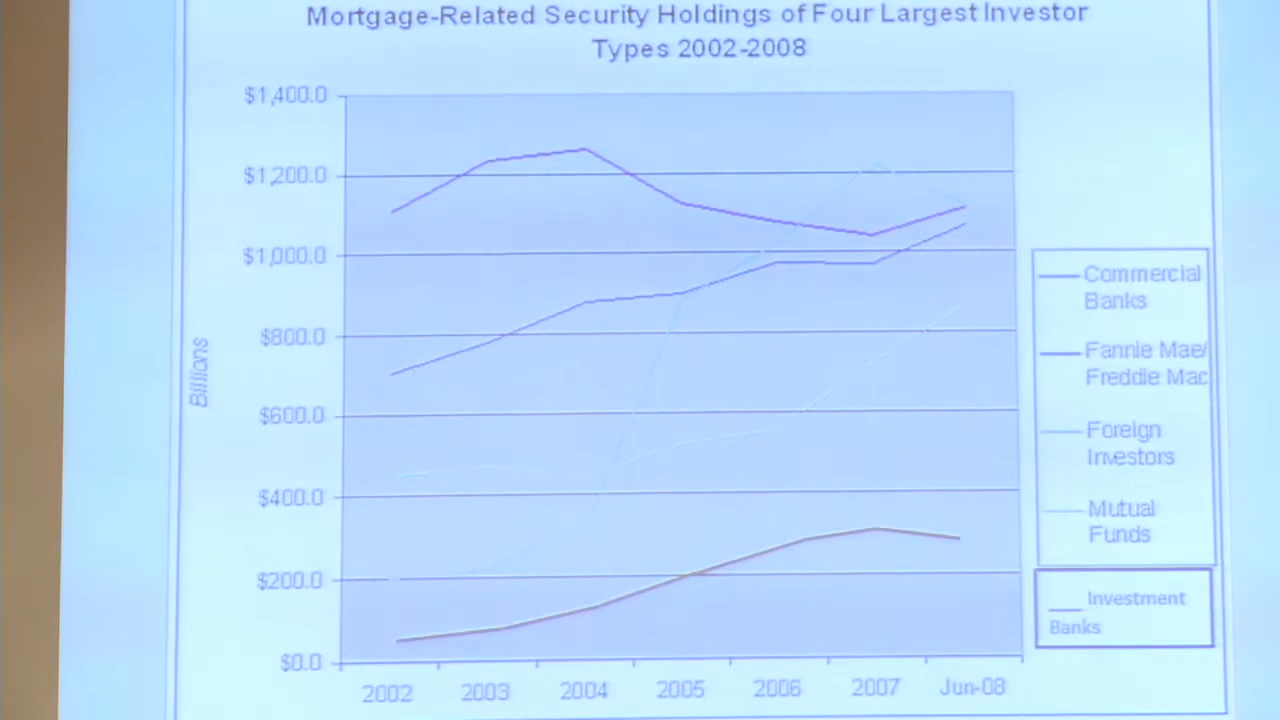 Mortgage-Related Security Holdings of Four Largest Investor
Types 2002-2008
$1,400.0
$1,200.0
$1,000.0
$800.0
$600.0
$400.0
$200.0
$0.0
Billions
2002 2003 2004 2005 2006 2007 Jun-08
Commercial
Banks
Fannie Mae/
Freddie Mac
Foreign
Investors
Mutual
Funds
Investment
Banks